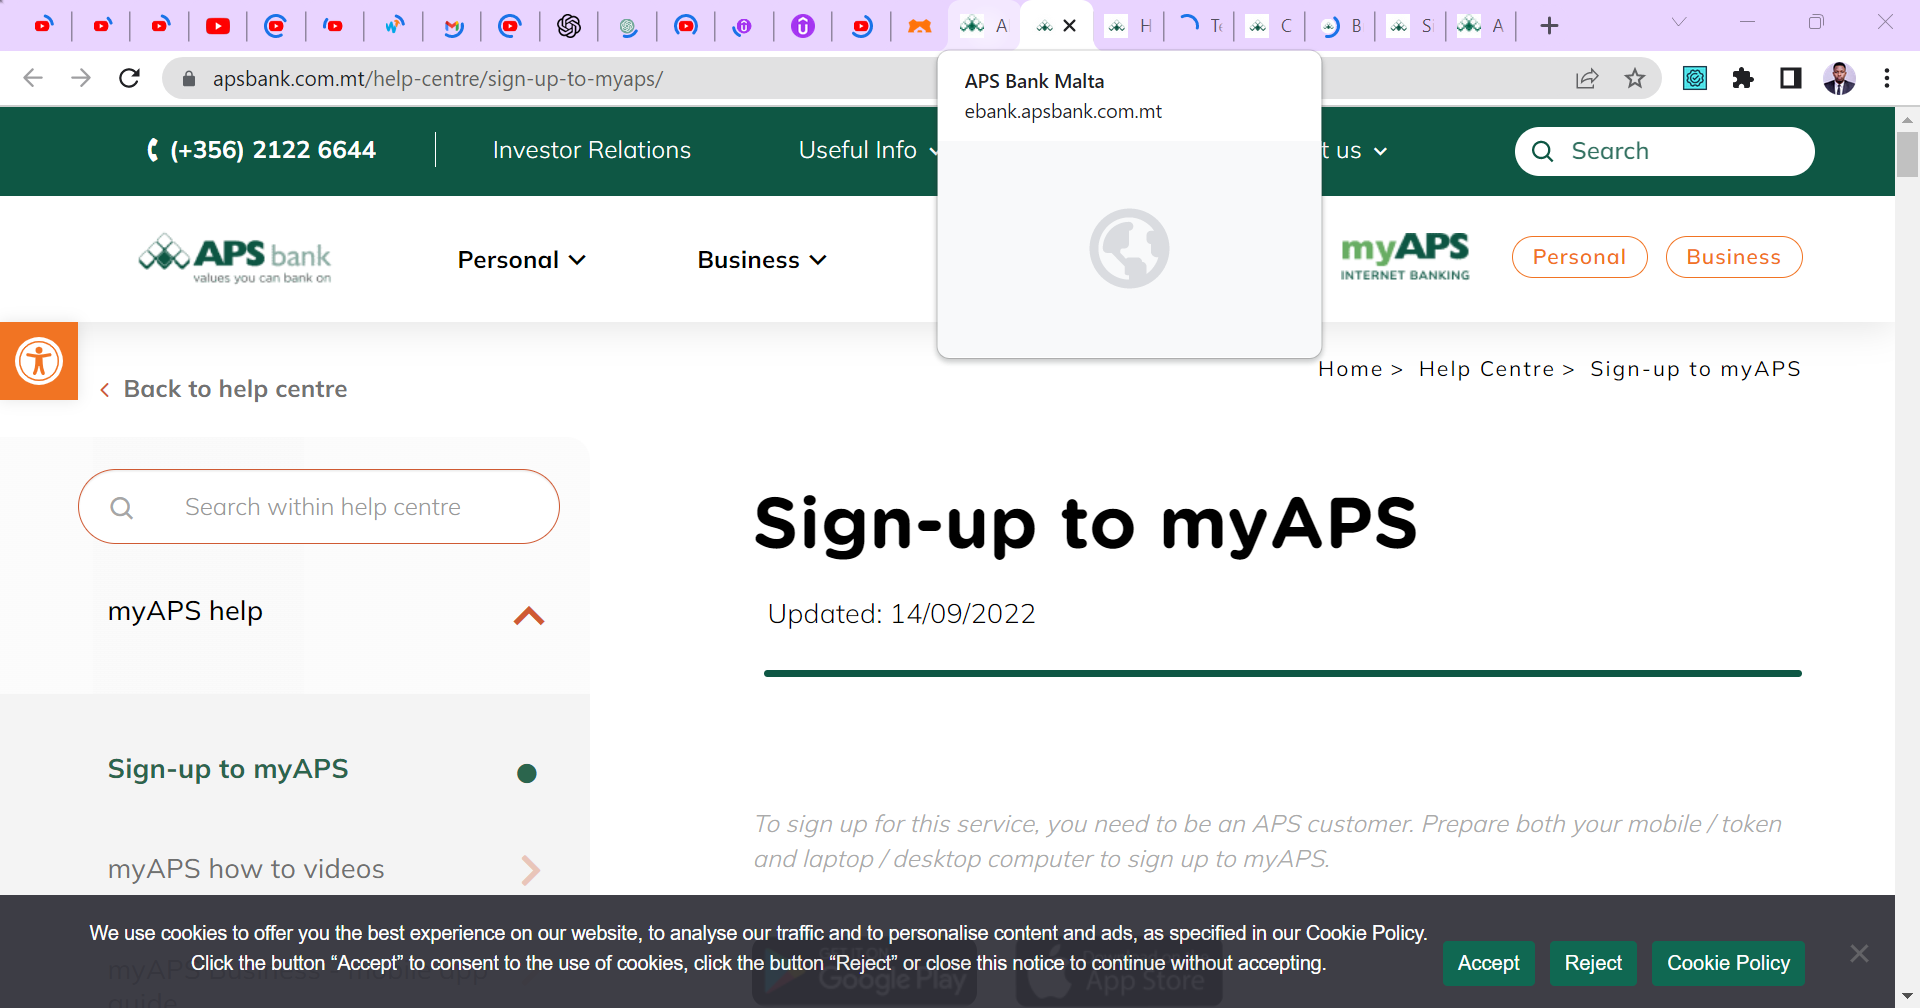 A
H
Te
C
B
Si
A
apsbank.com.mt/help-centre/sign-up-to-myaps/
APS Bank Malta
ebank.apsbank.com.mt
(+356) 2122 6644
Investor Relations
Useful Info
t us
Search
APS bank
values you can bank on
Personal
Business
myAPS
INTERNET BANKING
Personal
Business
Back to help centre
Home > Help Centre > Sign-up to myAPS
Search within help centre
myAPS help
Sign-up to myAPS
Updated: 14/09/2022
Sign-up to myAPS
myAPS how to videos
To sign up for this service, you need to be an APS customer. Prepare both your mobile / token
and laptop / desktop computer to sign up to myAPS.
We use cookies to offer you the best experience on our website, to analyse our traffic and to personalise content and ads, as specified in our Cookie Policy.
Click the button “Accept” to consent to the use of cookies, click the button “Reject” or close this notice to continue without accepting.
Accept
Reject
Cookie Policy
Google Play
App Store
guide